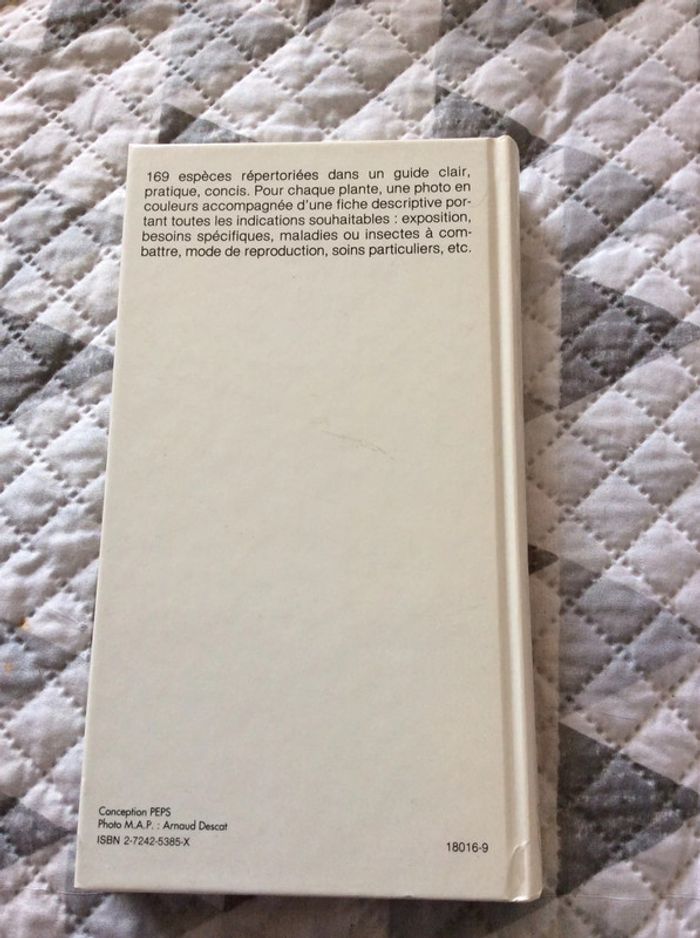 169 espèces répertoriées dans un guide clair,
pratique, concis. Pour chaque plante, une photo en
couleurs accompagnée d'une fiche descriptive por-
tant toutes les indications souhaitables : exposition,
besoins spécifiques, maladies ou insectes à com-
battre, mode de reproduction, soins particuliers, etc.
Conception PEPS
Photo M.A.P. : Arnaud Descat
ISBN 2-7242-5385-X
18016-9